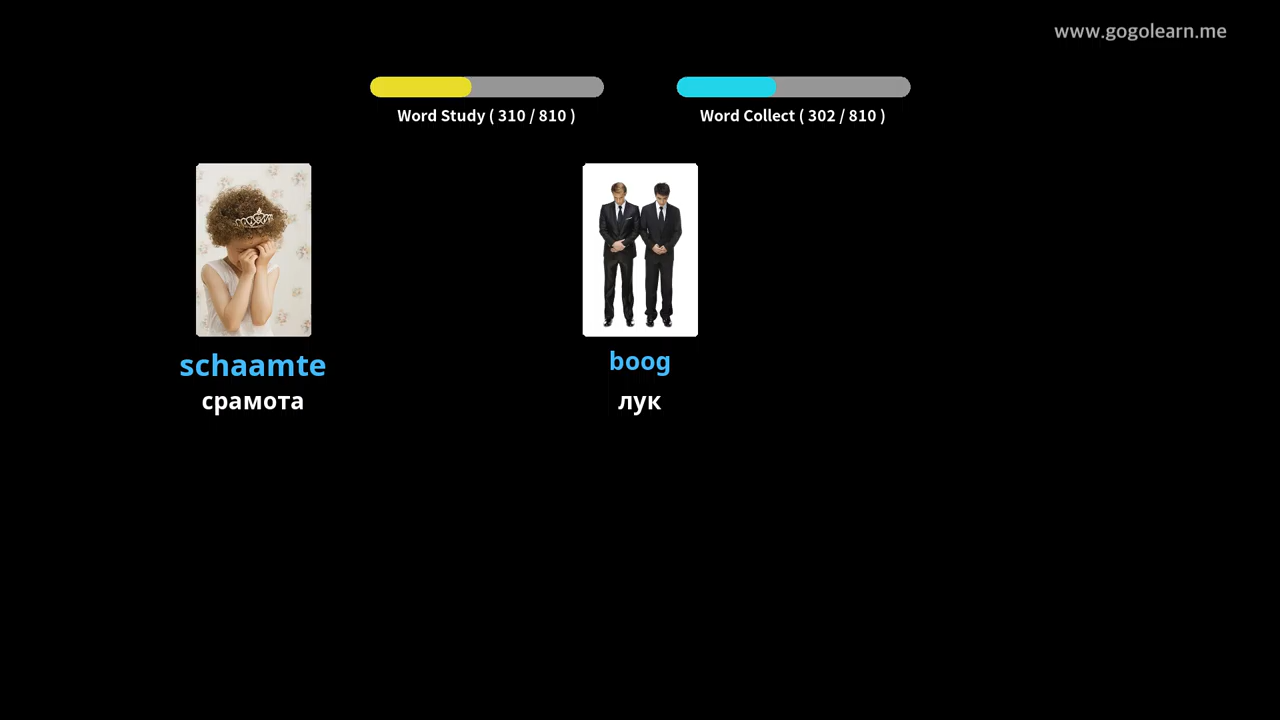 www.gogolearn.me
Word Study ( 310 / 810 )
Word Collect ( 302 / 810 )
schaamte
срамота
boog
лук